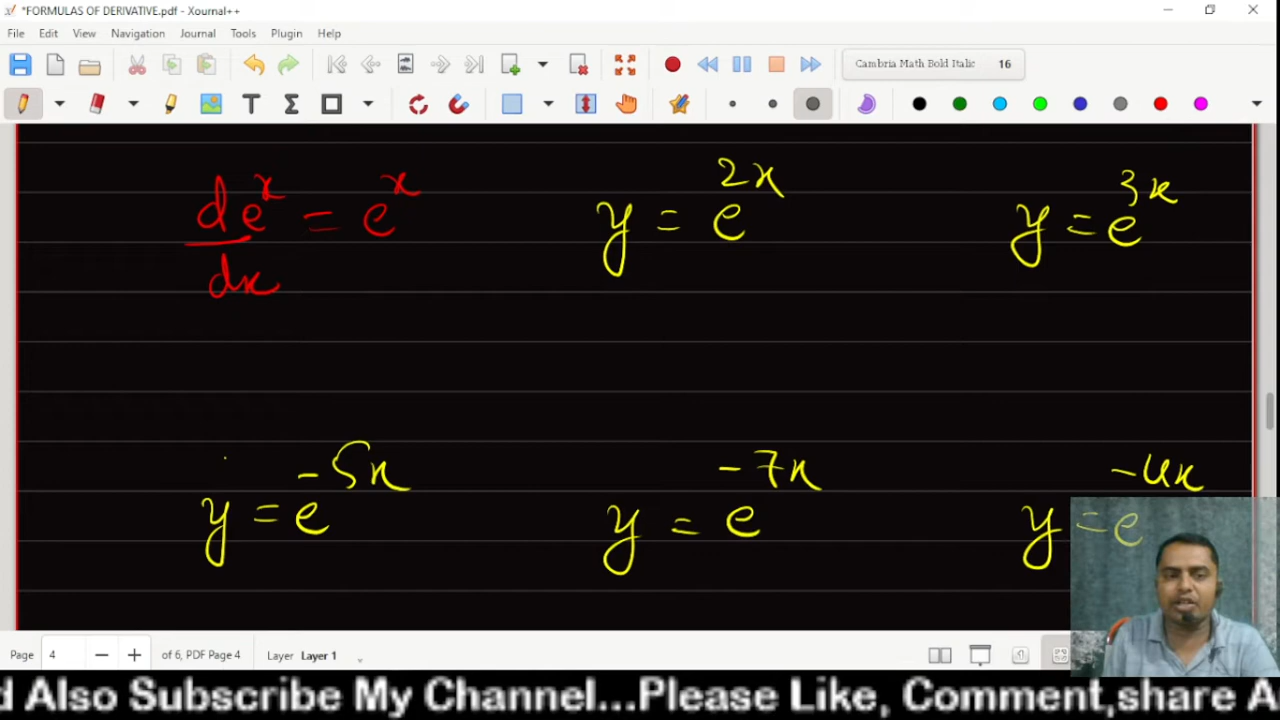 *FORMULAS OF DERIVATIVE.pdf - Xournal++
File Edit View Navigation Journal Tools Plugin Help
Cambria Math Bold Italic 16
de^x/dx = e^x
y = e^2x
y = e^3x
y = e^-5x
y = e^-7x
y = e^-4x
Page 4 of 6, PDF Page 4 Layer Layer 1
d Also Subscribe My Channel...Please Like, Comment,share A